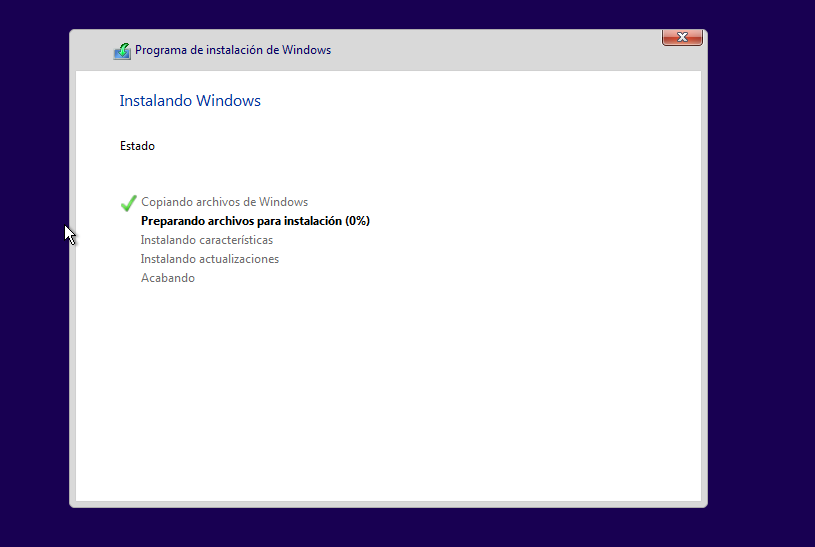 Programa de instalación de Windows
Instalando Windows
Estado
Copiando archivos de Windows
Preparando archivos para instalación (0%)
Instalando características
Instalando actualizaciones
Acabando